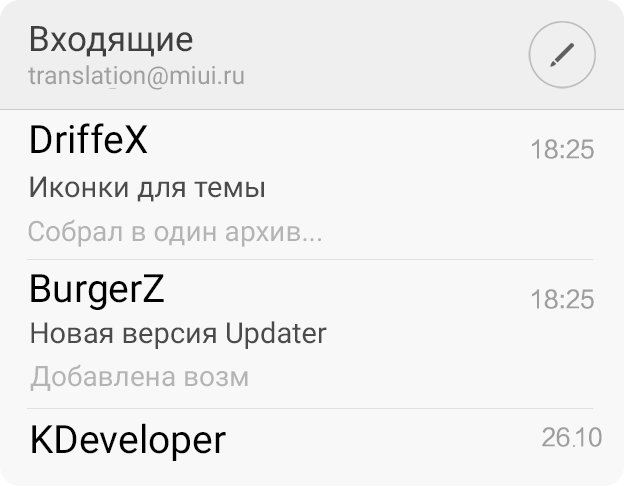 Входящие
translation@miui.ru
DriffeX
18:25
Иконки для темы
Собрал в один архив...
BurgerZ
18:25
Новая версия Updater
Добавлена возм
KDeveloper
26.10